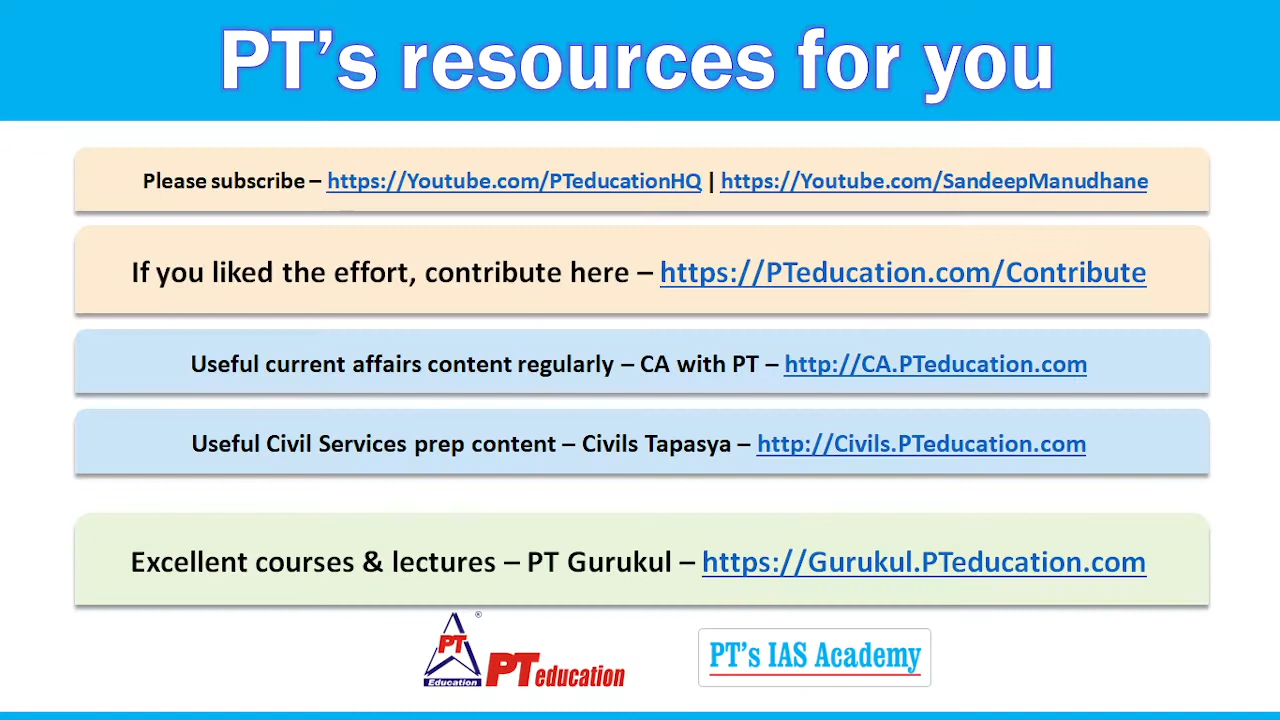 PT’s resources for you
Please subscribe – https://Youtube.com/PTeducationHQ | https://Youtube.com/SandeepManudhane
If you liked the effort, contribute here – https://PTeducation.com/Contribute
Useful current affairs content regularly – CA with PT – http://CA.PTeducation.com
Useful Civil Services prep content – Civils Tapasya – http://Civils.PTeducation.com
Excellent courses & lectures – PT Gurukul – https://Gurukul.PTeducation.com
PT ®
Education
PT education
PT’s IAS Academy